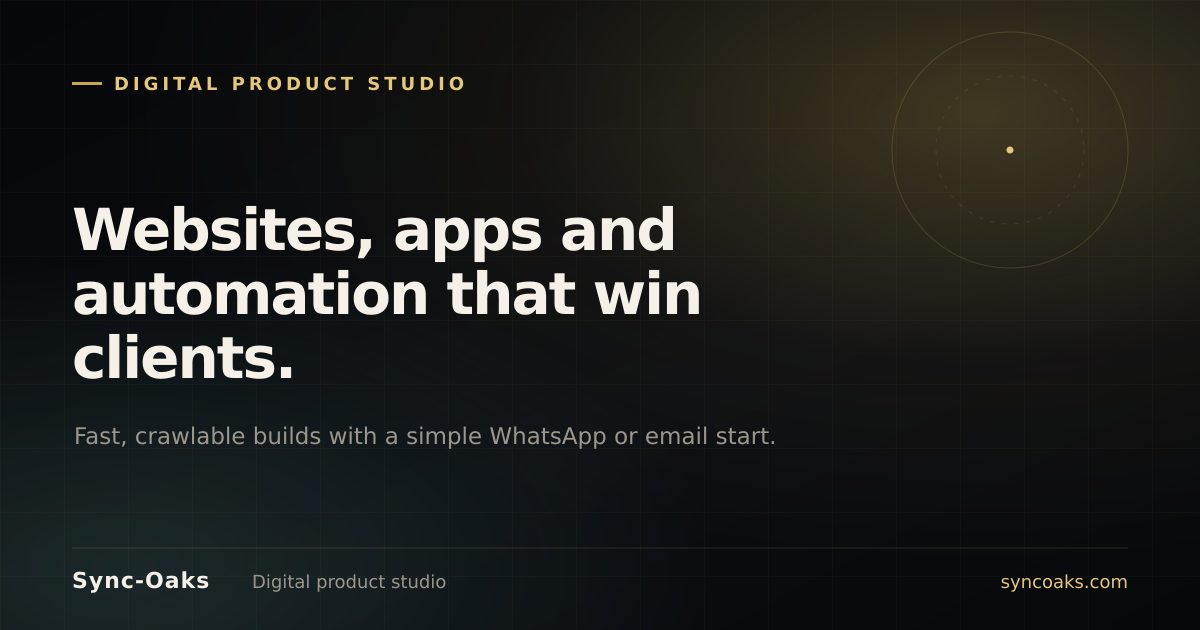 DIGITAL PRODUCT STUDIO
Websites, apps and
automation that win
clients.
Fast, crawlable builds with a simple WhatsApp or email start.
Sync-Oaks
Digital product studio
syncoaks.com